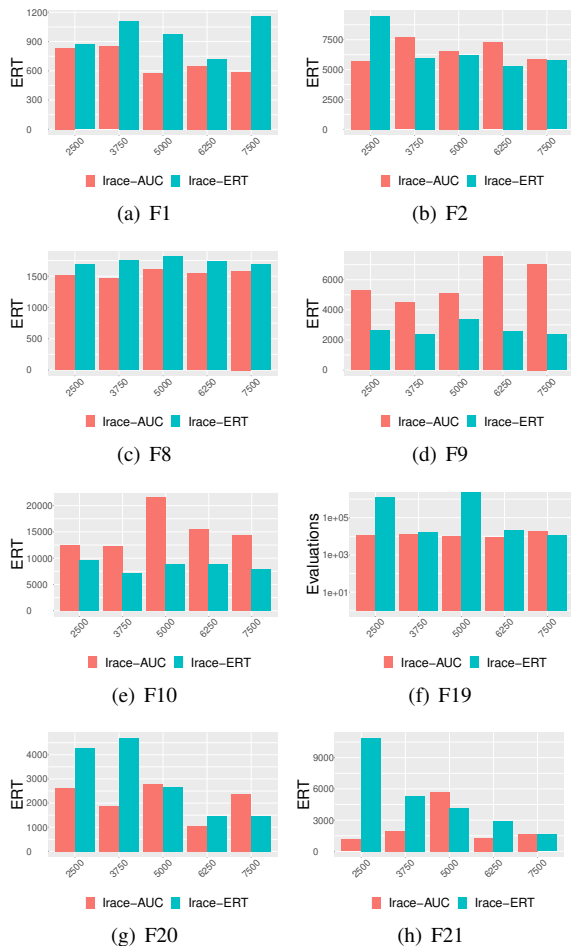 1200
900
600
300
0
ERT
2500 3750 5000 6250 7500
Irace−AUC Irace−ERT
(a) F1
7500
5000
2500
0
ERT
2500 3750 5000 6250 7500
Irace−AUC Irace−ERT
(b) F2
1500
1000
500
0
ERT
2500 3750 5000 6250 7500
Irace−AUC Irace−ERT
(c) F8
6000
4000
2000
0
ERT
2500 3750 5000 6250 7500
Irace−AUC Irace−ERT
(d) F9
20000
15000
10000
5000
0
ERT
2500 3750 5000 6250 7500
Irace−AUC Irace−ERT
(e) F10
1e+05
1e+03
1e+01
Evaluations
2500 3750 5000 6250 7500
Irace−AUC Irace−ERT
(f) F19
4000
3000
2000
1000
0
ERT
2500 3750 5000 6250 7500
Irace−AUC Irace−ERT
(g) F20
9000
6000
3000
0
ERT
2500 3750 5000 6250 7500
Irace−AUC Irace−ERT
(h) F21